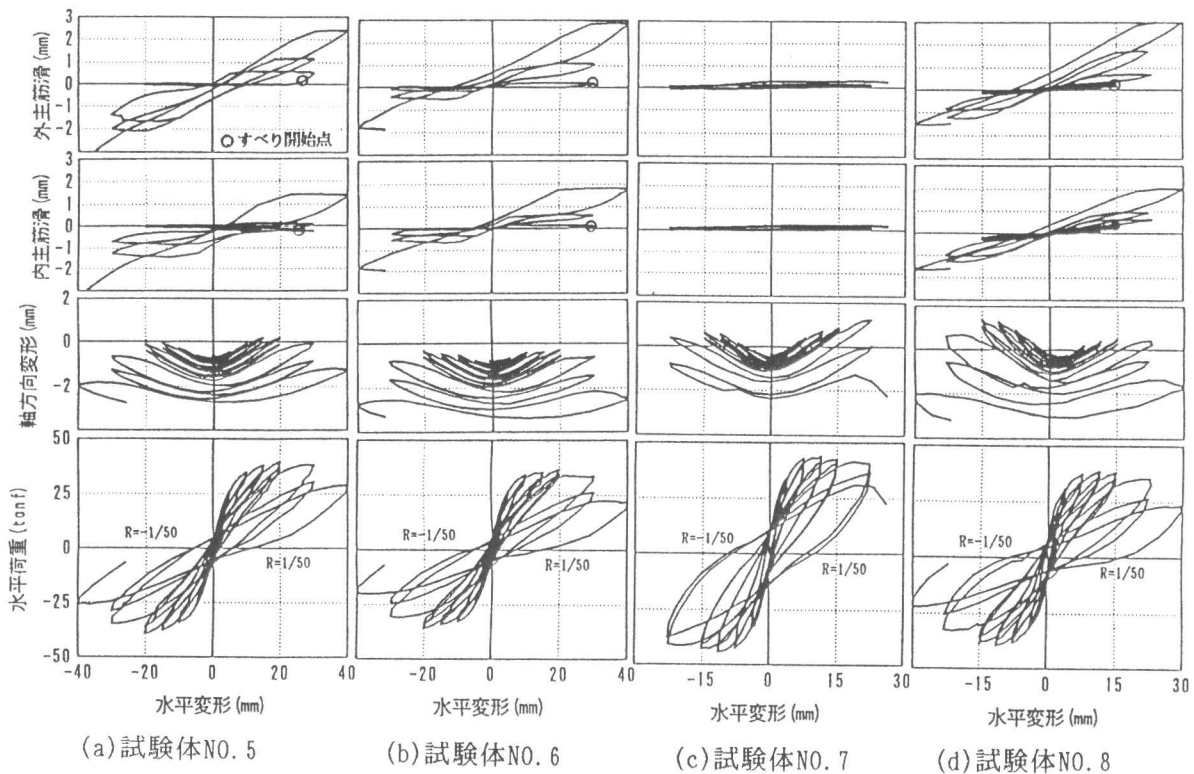 外主筋滑(mm)
3
2
1
0
-1
-2
○すべり開始点
内主筋滑(mm)
3
2
1
0
-1
-2
軸方向変形(mm)
2
0
-2
水平荷重(tonf)
50
25
0
-25
-50
R=-1/50
R=1/50
R=-1/50
R=1/50
R=-1/50
R=1/50
R=-1/50
R=1/50
-40 -20 0 20 40
-20 0 20 40
-15 0 15 30
-15 0 15 30
水平変形(mm)
水平変形(mm)
水平変形(mm)
水平変形(mm)
(a)試験体NO.5
(b)試験体NO.6
(c)試験体NO.7
(d)試験体NO.8